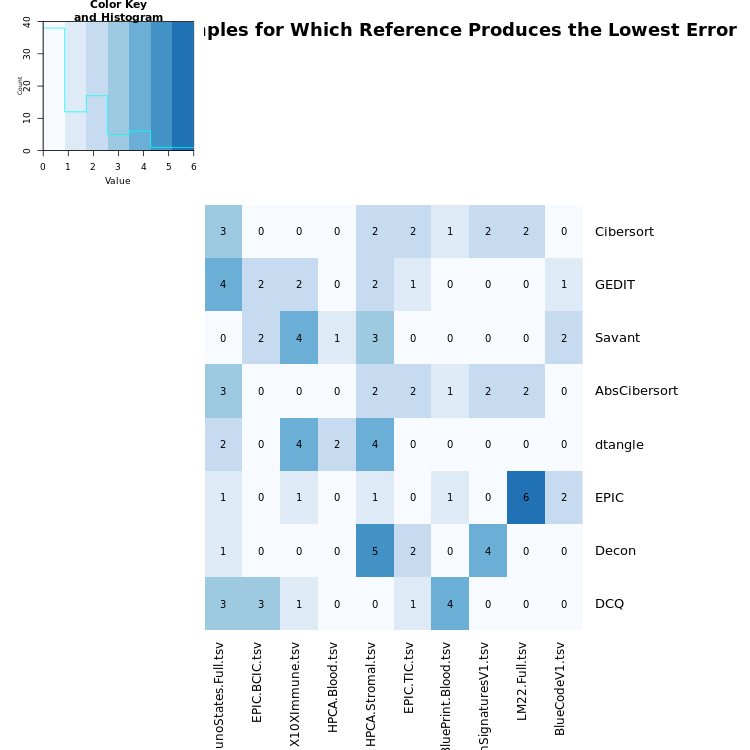 Color Key
and Histogram
ples for Which Reference Produces the Lowest Error
Count
0 10 20 30 40
0 1 2 3 4 5 6
Value
3 0 0 0 2 2 1 2 2 0 Cibersort
4 2 2 0 2 1 0 0 0 1 GEDIT
0 2 4 1 3 0 0 0 0 2 Savant
3 0 0 0 2 2 1 2 2 0 AbsCibersort
2 0 4 2 4 0 0 0 0 0 dtangle
1 0 1 0 1 0 1 0 6 2 EPIC
1 0 0 0 5 2 0 4 0 0 Decon
3 3 1 0 0 1 4 0 0 0 DCQ
unoStates.Full.tsv
EPIC.BCIC.tsv
X10XImmune.tsv
HPCA.Blood.tsv
HPCA.Stromal.tsv
EPIC.TIC.tsv
luePrint.Blood.tsv
nSignaturesV1.tsv
LM22.Full.tsv
BlueCodeV1.tsv